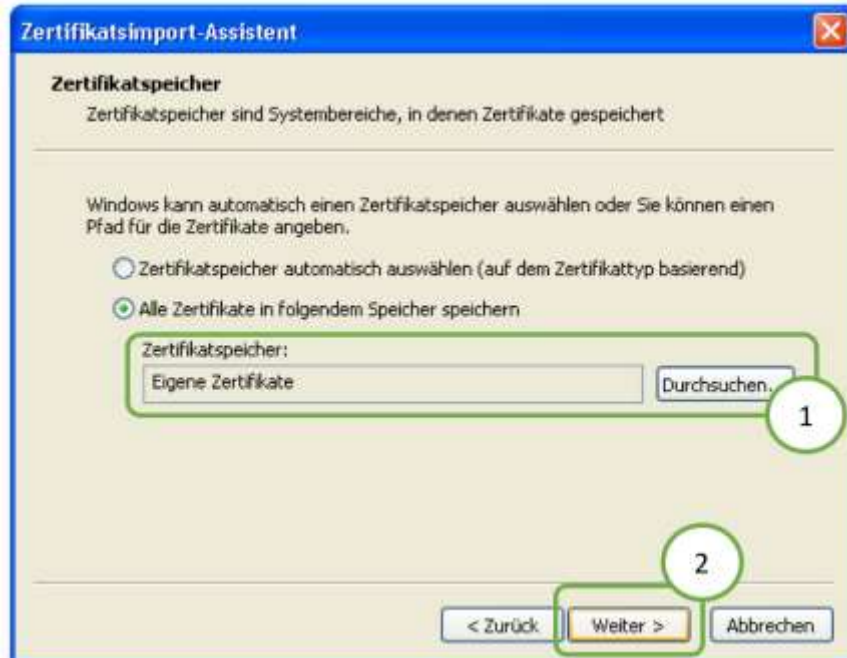 Zertifikatsimport-Assistent
Zertifikatspeicher
Zertifikatspeicher sind Systembereiche, in denen Zertifikate gespeichert
Windows kann automatisch einen Zertifikatspeicher auswählen oder Sie können einen
Pfad für die Zertifikate angeben.
Zertifikatspeicher automatisch auswählen (auf dem Zertifikattyp basierend)
Alle Zertifikate in folgendem Speicher speichern
Zertifikatspeicher:
Eigene Zertifikate
Durchsuchen...
1
2
< Zurück
Weiter >
Abbrechen